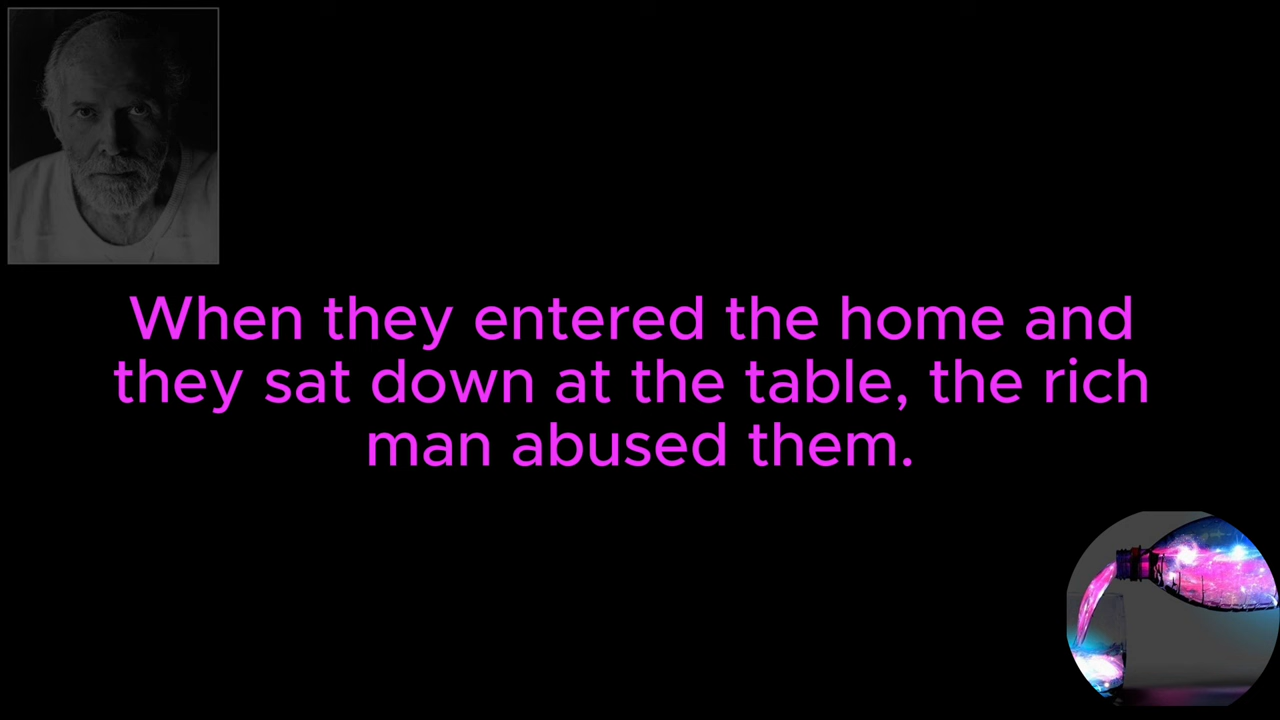 When they entered the home and
they sat down at the table, the rich
man abused them.